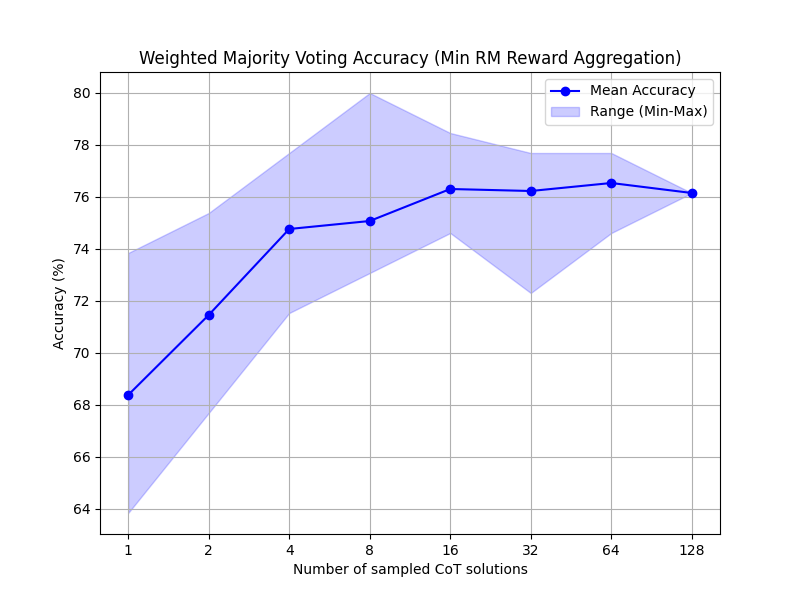 Weighted Majority Voting Accuracy (Min RM Reward Aggregation)
Mean Accuracy
Range (Min-Max)
80
78
76
74
72
70
68
66
64
Accuracy (%)
1 2 4 8 16 32 64 128
Number of sampled CoT solutions